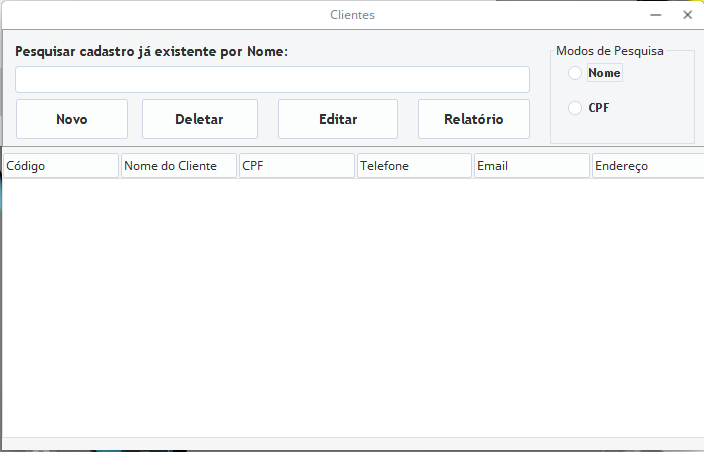 Clientes
Pesquisar cadastro já existente por Nome:
Modos de Pesquisa
Nome
CPF
Novo Deletar Editar Relatório
Código Nome do Cliente CPF Telefone Email Endereço